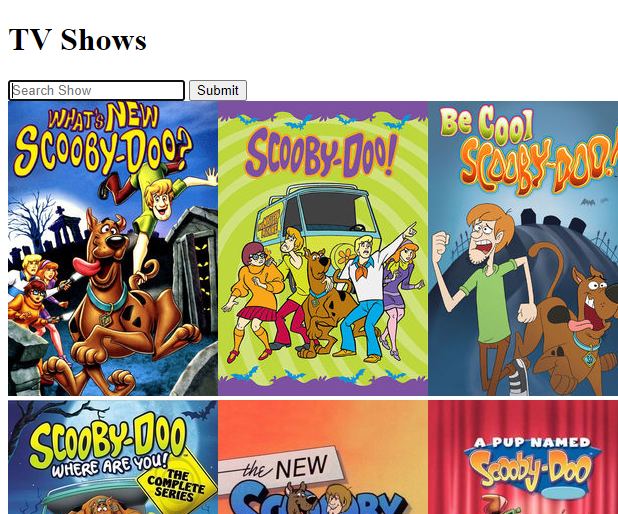 TV Shows
Search Show
Submit
WHAT'S NEW
SCOOBY-DOO?
SCOOBY-DOO!
Be Cool
SCOOBY-DOO!
SCOOBY-DOO
WHERE ARE YOU!
THE
COMPLETE
SERIES
the NEW
A PUP NAMED
Scooby-Doo